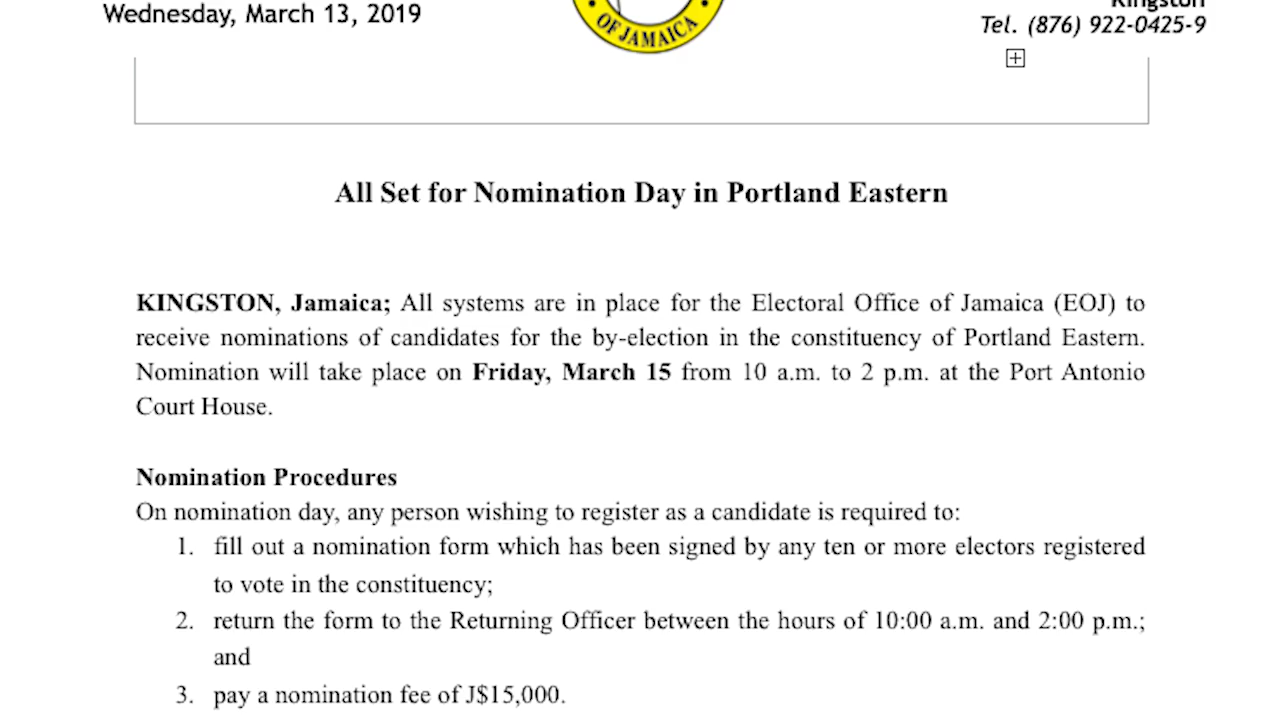 Kingston
Wednesday, March 13, 2019
Tel. (876) 922-0425-9
OF JAMAICA
All Set for Nomination Day in Portland Eastern
KINGSTON, Jamaica; All systems are in place for the Electoral Office of Jamaica (EOJ) to
receive nominations of candidates for the by-election in the constituency of Portland Eastern.
Nomination will take place on Friday, March 15 from 10 a.m. to 2 p.m. at the Port Antonio
Court House.
Nomination Procedures
On nomination day, any person wishing to register as a candidate is required to:
1. fill out a nomination form which has been signed by any ten or more electors registered
to vote in the constituency;
2. return the form to the Returning Officer between the hours of 10:00 a.m. and 2:00 p.m.;
and
3. pay a nomination fee of J$15,000.